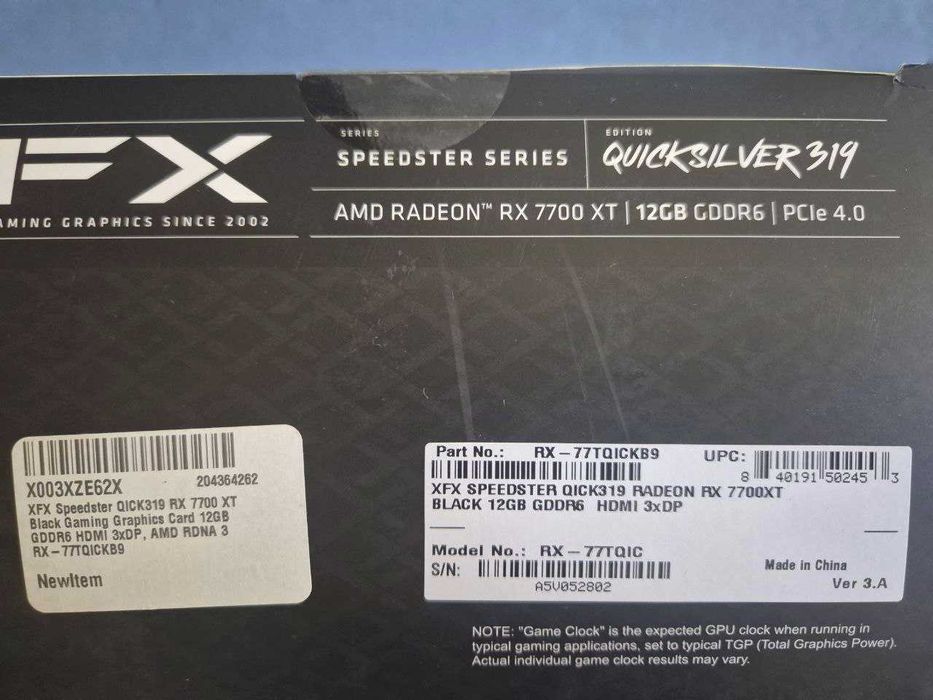 FX
AMING GRAPHICS SINCE 2002
SERIES
SPEEDSTER SERIES
EDITION
QUICKSILVER 319
AMD RADEON™ RX 7700 XT | 12GB GDDR6 | PCIe 4.0
X003XZE62X 204364262
XFX Speedster QICK319 RX 7700 XT
Black Gaming Graphics Card 12GB
GDDR6 HDMI 3xDP, AMD RDNA 3
RX-77TQICKB9
NewItem
Part No.: RX-77TQICKB9 UPC:
8 40191 50245 3
XFX SPEEDSTER QICK319 RADEON RX 7700XT
BLACK 12GB GDDR6 HDMI 3xDP
Model No.: RX-77TQIC
S/N:
A5V052802
Made in China
Ver 3.A
NOTE: "Game Clock" is the expected GPU clock when running in
typical gaming applications, set to typical TGP (Total Graphics Power).
Actual individual game clock results may vary.